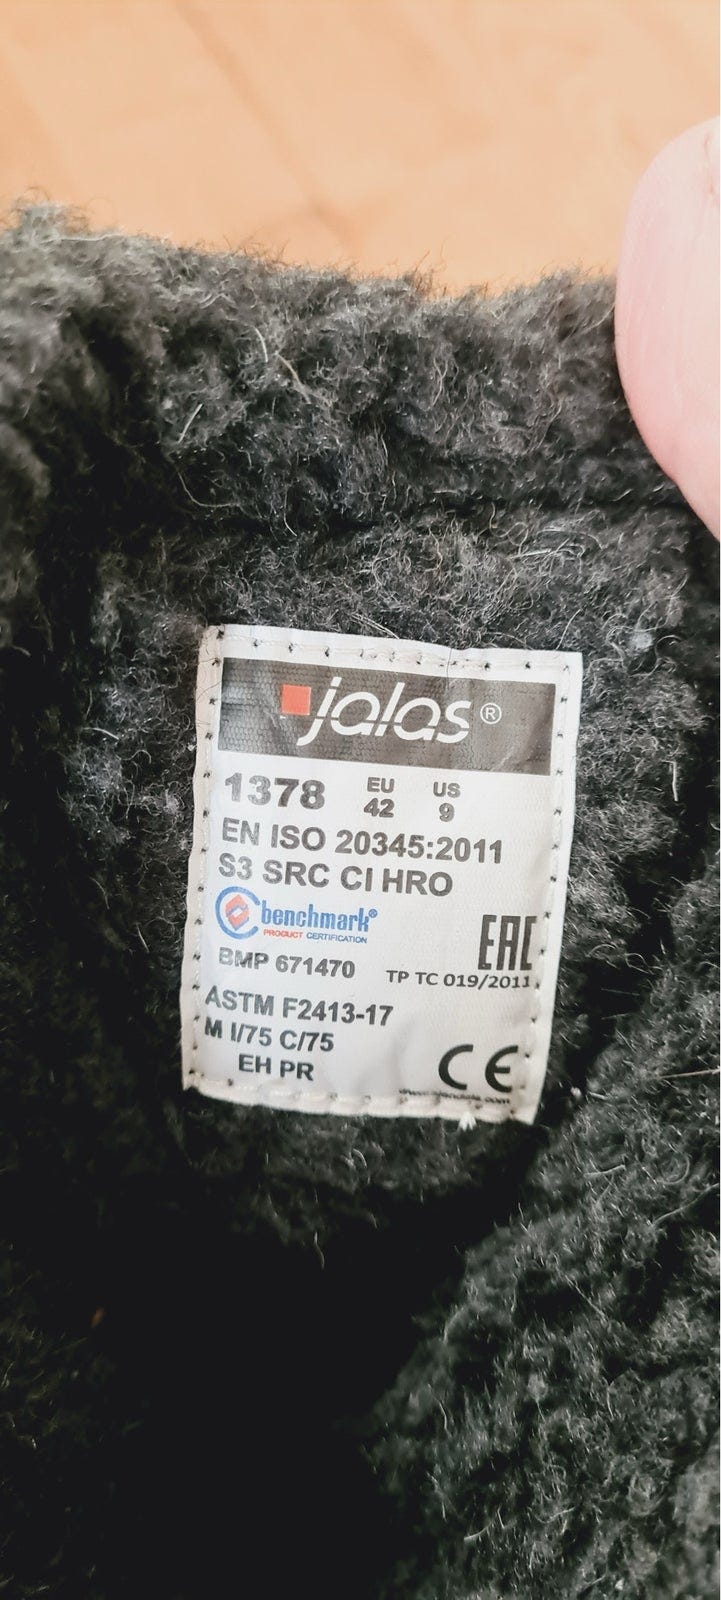 jalas®
1378 EU 42 US 9
EN ISO 20345:2011
S3 SRC CI HRO
benchmark®
PRODUCT CERTIFICATION
EAC
BMP 671470 TP TC 019/2011
ASTM F2413-17
M I/75 C/75
EH PR
CE